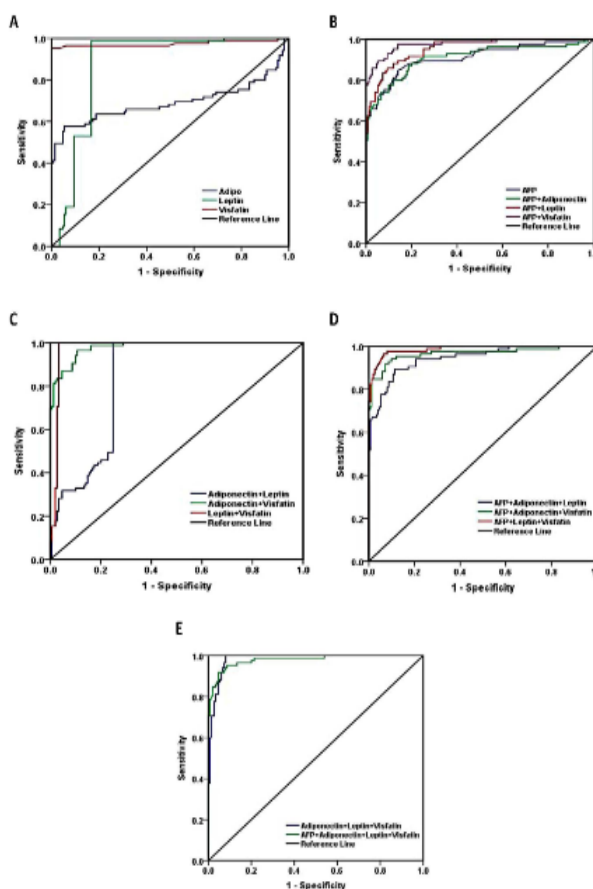 A
1.0
0.8
0.6
0.4
0.2
0.0
Sensitivity
Adipo
Leptin
Visfatin
Reference Line
0.0 0.2 0.4 0.6 0.8 1.0
1 - Specificity
B
1.0
0.8
0.6
0.4
0.2
0.0
Sensitivity
AFP
AFP+Adiponectin
AFP+Leptin
AFP+Visfatin
Reference Line
0.0 0.2 0.4 0.6 0.8 1.0
1 - Specificity
C
1.0
0.8
0.6
0.4
0.2
0.0
Sensitivity
Adiponectin+Leptin
Adiponectin+Visfatin
Leptin+Visfatin
Reference Line
0.0 0.2 0.4 0.6 0.8 1.0
1 - Specificity
D
1.0
0.8
0.6
0.4
0.2
0.0
Sensitivity
AFP+Adiponectin+Leptin
AFP+Adiponectin+Visfatin
AFP+Leptin+Visfatin
Reference Line
0.0 0.2 0.4 0.6 0.8 1.0
1 - Specificity
E
1.0
0.8
0.6
0.4
0.2
0.0
Sensitivity
Adiponectin+Leptin+Visfatin
AFP+Adiponectin+Leptin+Visfatin
Reference Line
0.0 0.2 0.4 0.6 0.8 1.0
1 - Specificity